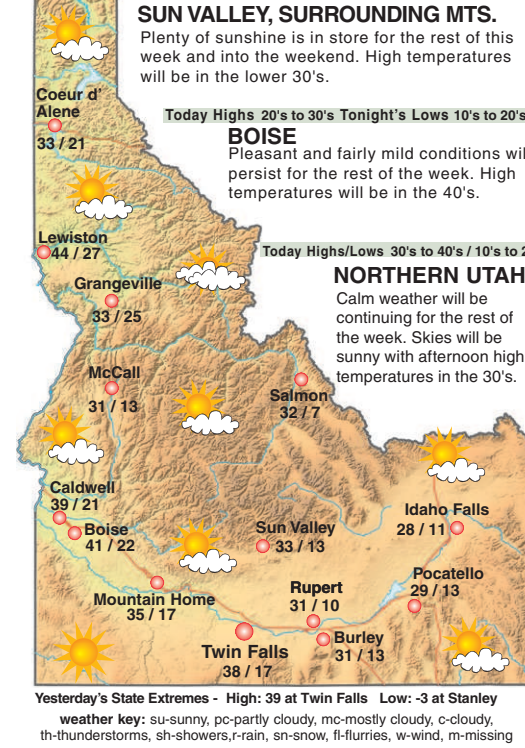 SUN VALLEY, SURROUNDING MTS.
Plenty of sunshine is in store for the rest of this
week and into the weekend. High temperatures
will be in the lower 30's.
Coeur d'
Alene
33 / 21
Today Highs 20's to 30's Tonight's Lows 10's to 20's
BOISE
Pleasant and fairly mild conditions wil
persist for the rest of the week. High
temperatures will be in the 40's.
Lewiston
44 / 27
Today Highs/Lows 30's to 40's / 10's to 2
NORTHERN UTAH
Calm weather will be
continuing for the rest of
the week. Skies will be
sunny with afternoon high
temperatures in the 30's.
Grangeville
33 / 25
McCall
31 / 13
Salmon
32 / 7
Caldwell
39 / 21
Boise
41 / 22
Idaho Falls
28 / 11
Sun Valley
33 / 13
Pocatello
29 / 13
Mountain Home
35 / 17
Rupert
31 / 10
Twin Falls
38 / 17
Burley
31 / 13
Yesterday's State Extremes - High: 39 at Twin Falls Low: -3 at Stanley
weather key: su-sunny, pc-partly cloudy, mc-mostly cloudy, c-cloudy,
th-thunderstorms, sh-showers,r-rain, sn-snow, fl-flurries, w-wind, m-missing